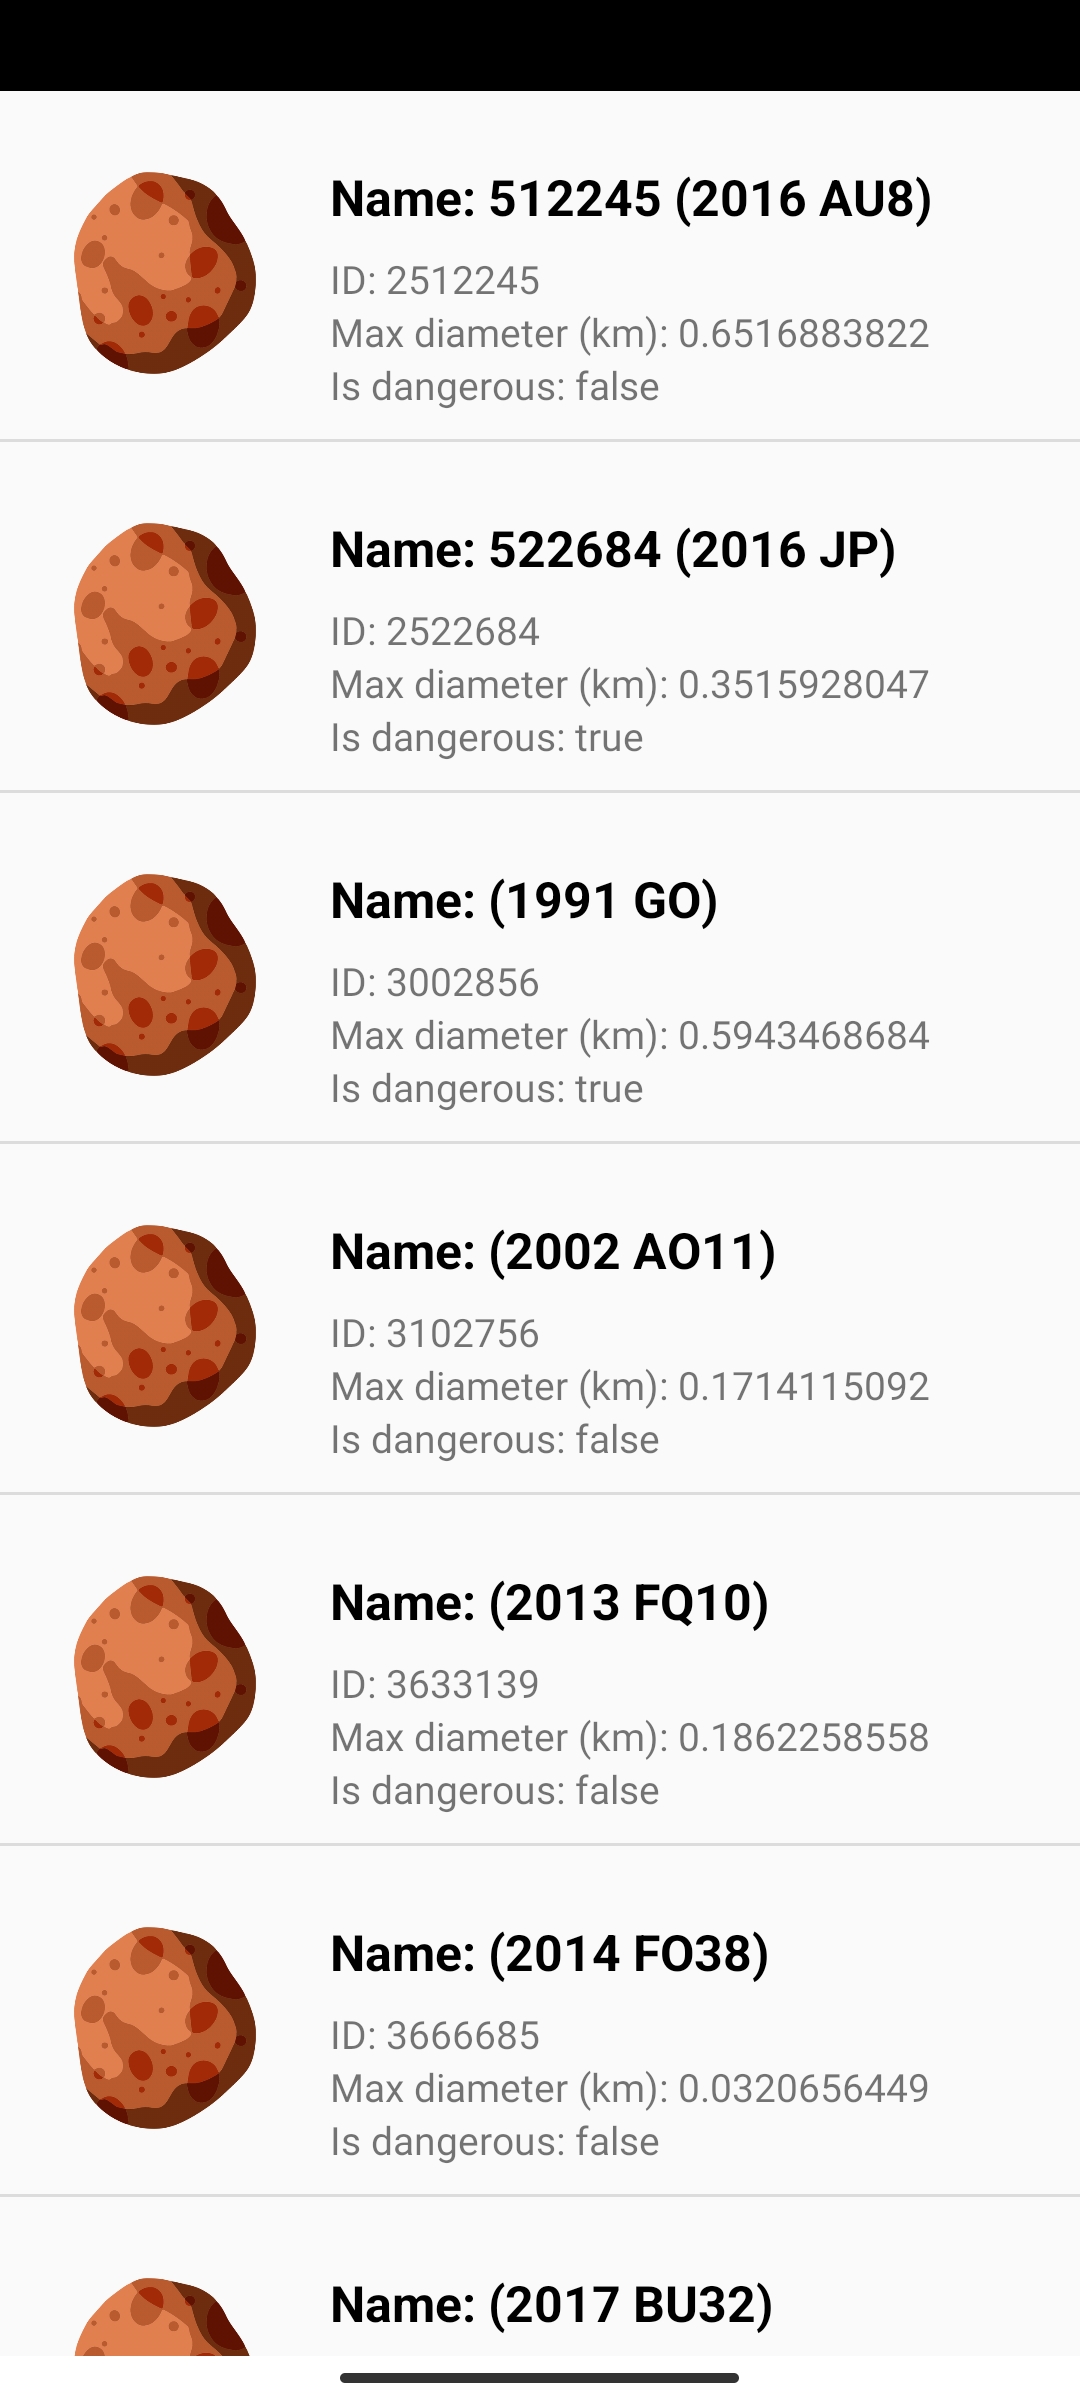 Name: 512245 (2016 AU8)
ID: 2512245
Max diameter (km): 0.6516883822
Is dangerous: false
Name: 522684 (2016 JP)
ID: 2522684
Max diameter (km): 0.3515928047
Is dangerous: true
Name: (1991 GO)
ID: 3002856
Max diameter (km): 0.5943468684
Is dangerous: true
Name: (2002 AO11)
ID: 3102756
Max diameter (km): 0.1714115092
Is dangerous: false
Name: (2013 FQ10)
ID: 3633139
Max diameter (km): 0.1862258558
Is dangerous: false
Name: (2014 FO38)
ID: 3666685
Max diameter (km): 0.0320656449
Is dangerous: false
Name: (2017 BU32)